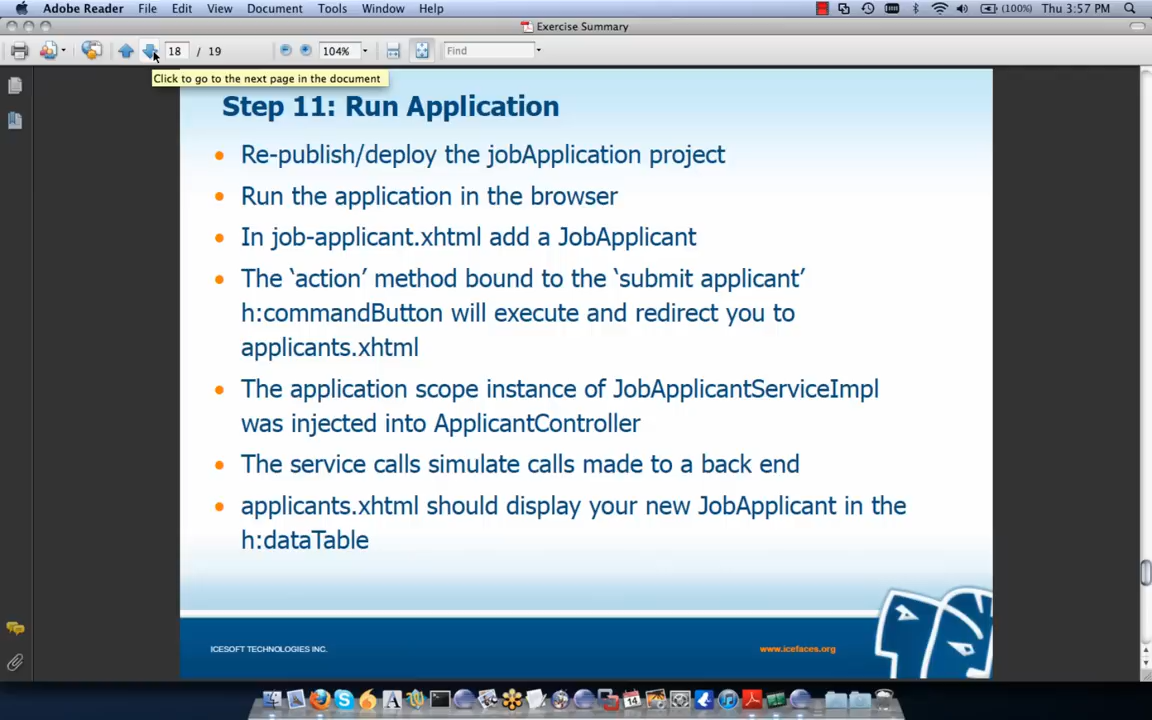 Adobe Reader File Edit View Document Tools Window Help (100%) Thu 3:57 PM
Exercise Summary
18 / 19 104% Find
Click to go to the next page in the document
Step 11: Run Application
• Re-publish/deploy the jobApplication project
• Run the application in the browser
• In job-applicant.xhtml add a JobApplicant
• The ‘action’ method bound to the ‘submit applicant’
h:commandButton will execute and redirect you to
applicants.xhtml
• The application scope instance of JobApplicantServiceImpl
was injected into ApplicantController
• The service calls simulate calls made to a back end
• applicants.xhtml should display your new JobApplicant in the
h:dataTable
ICESOFT TECHNOLOGIES INC. www.icefaces.org